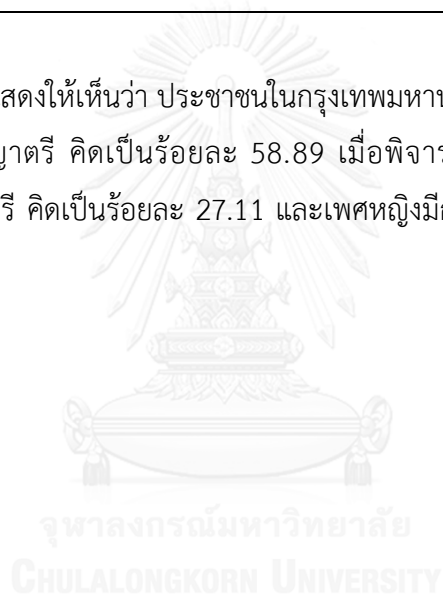 สดงให้เห็นว่า ประชาชนในกรุงเทพมหาน
ญาตรี คิดเป็นร้อยละ 58.89 เมื่อพิจาร
รี คิดเป็นร้อยละ 27.11 และเพศหญิงมี
จุฬาลงกรณ์มหาวิทยาลัย
CHULALONGKORN UNIVERSITY